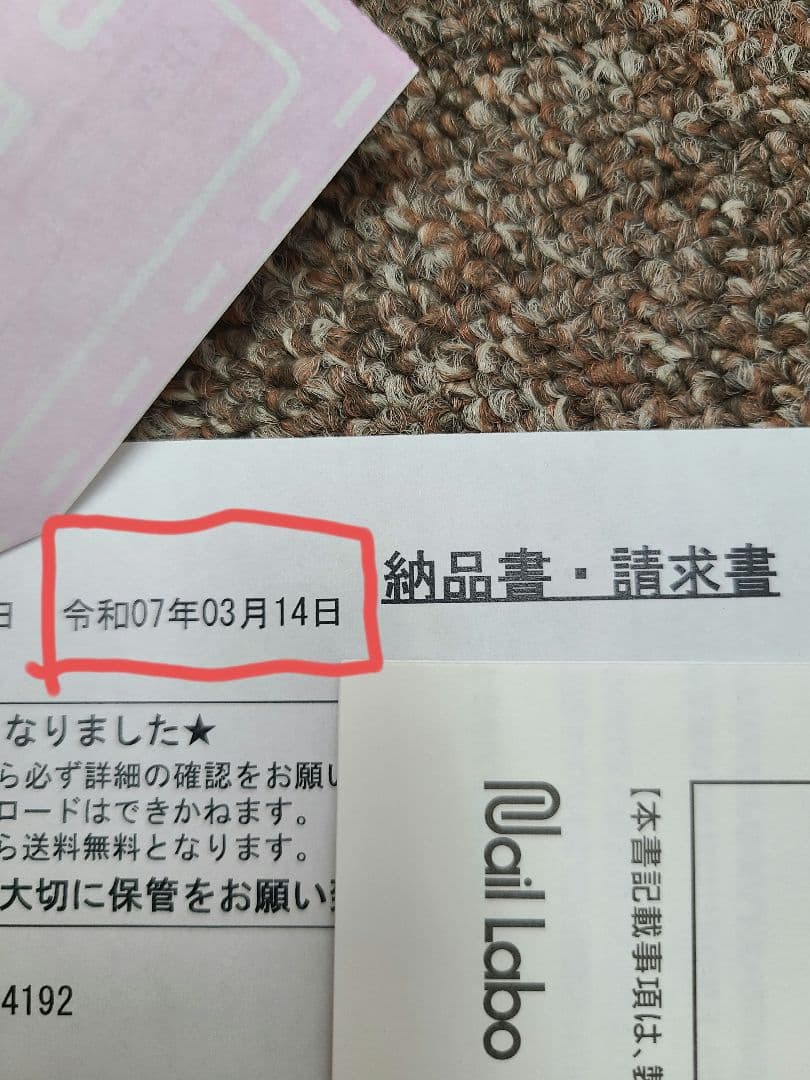 日 令和07年03月14日 納品書・請求書
なりました★
ら必ず詳細の確認をお願い
ロードはできかねます。
ら送料無料となります。
大切に保管をお願い
4192
Nail Labo
【本書記載事項は、製